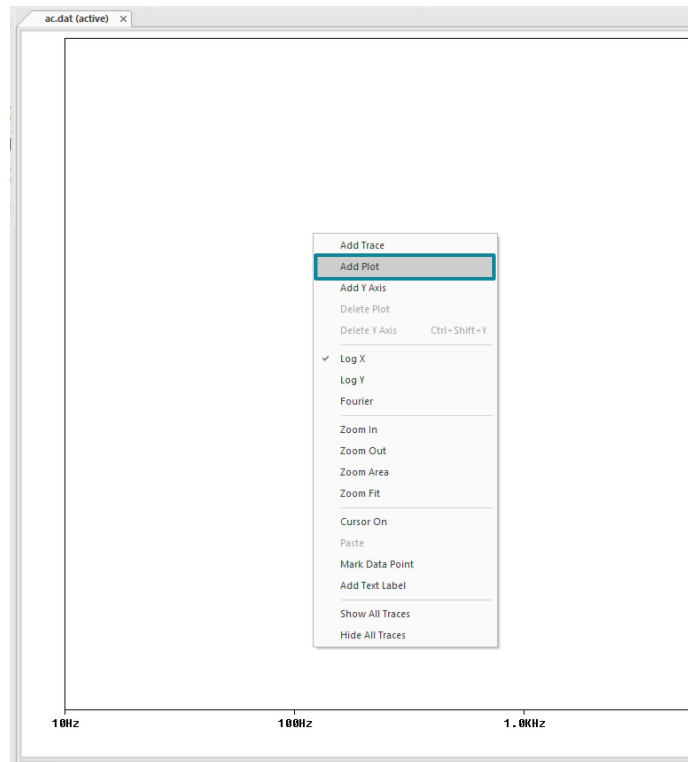 ac.dat (active) ×
Add Trace
Add Plot
Add Y Axis
Delete Plot
Delete Y Axis Ctrl+Shift+Y
Log X
Log Y
Fourier
Zoom In
Zoom Out
Zoom Area
Zoom Fit
Cursor On
Paste
Mark Data Point
Add Text Label
Show All Traces
Hide All Traces
10Hz 100Hz 1.0KHz